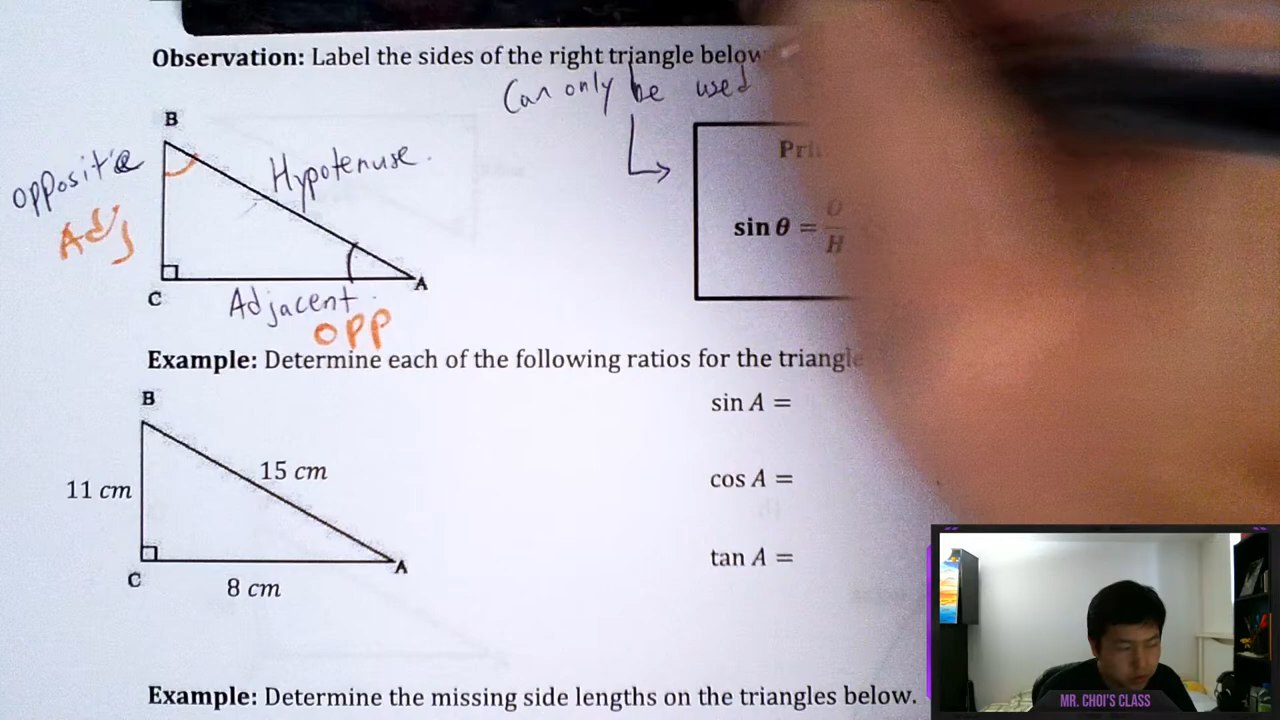 Observation: Label the sides of the right triangle below
Can only be used
B
opposite
Hypotenuse.
Adj
sin θ = O/H
C
Adjacent
A
OPP
Example: Determine each of the following ratios for the triangle
B
sin A =
15 cm
11 cm
cos A =
tan A =
C
A
8 cm
Example: Determine the missing side lengths on the triangles below.
MR. CHOI'S CLASS